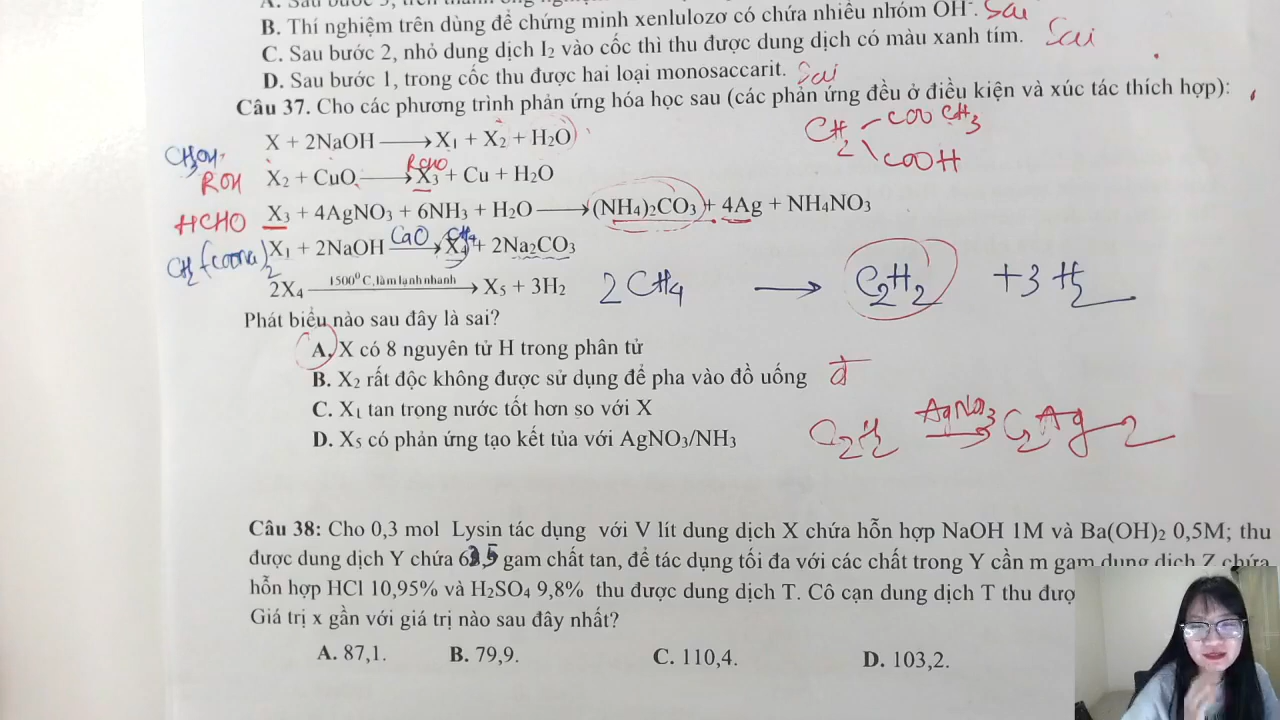 B. Thí nghiệm trên dùng để chứng minh xenlulozơ có chứa nhiều nhóm OH⁻. Sai
C. Sau bước 2, nhỏ dung dịch I₂ vào cốc thì thu được dung dịch có màu xanh tím. Sai
D. Sau bước 1, trong cốc thu được hai loại monosaccarit. Sai
Câu 37. Cho các phương trình phản ứng hóa học sau (các phản ứng đều ở điều kiện và xúc tác thích hợp):
CH₂ COOCH₃
COOH
X + 2NaOH ⟶ X₁ + X₂ + H₂O
CH₃OH
ROH X₂ + CuO ⟶ X₃ + Cu + H₂O
RCHO
HCHO X₃ + 4AgNO₃ + 6NH₃ + H₂O ⟶ (NH4)₂CO₃ + 4Ag + NH4NO₃
CH₂(COONa)₂ X₁ + 2NaOH ⟶ X₄ + 2Na₂CO₃
CaO CH₄
2X₄ ⟶ X₅ + 3H₂ 2CH₄ ⟶ C₂H₂ + 3H₂
1500⁰C, làm lạnh nhanh
Phát biểu nào sau đây là sai?
A. X có 8 nguyên tử H trong phân tử
B. X₂ rất độc không được sử dụng để pha vào đồ uống đ
C. X₁ tan trọng nước tốt hơn so với X
D. X₅ có phản ứng tạo kết tủa với AgNO₃/NH₃
C₂H₂ AgNO₃ ⟶ C₂Ag₂
Câu 38: Cho 0,3 mol Lysin tác dụng với V lít dung dịch X chứa hỗn hợp NaOH 1M và Ba(OH)₂ 0,5M; thu
được dung dịch Y chứa gam chất tan, để tác dụng tối đa với các chất trong Y cần m gam dung dịch Z chứa
hỗn hợp HCl 10,95% và H₂SO₄ 9,8% thu được dung dịch T. Cô cạn dung dịch T thu
Giá trị x gần với giá trị nào sau đây nhất?
A. 87,1. B. 79,9. C. 110,4. D. 103,2.